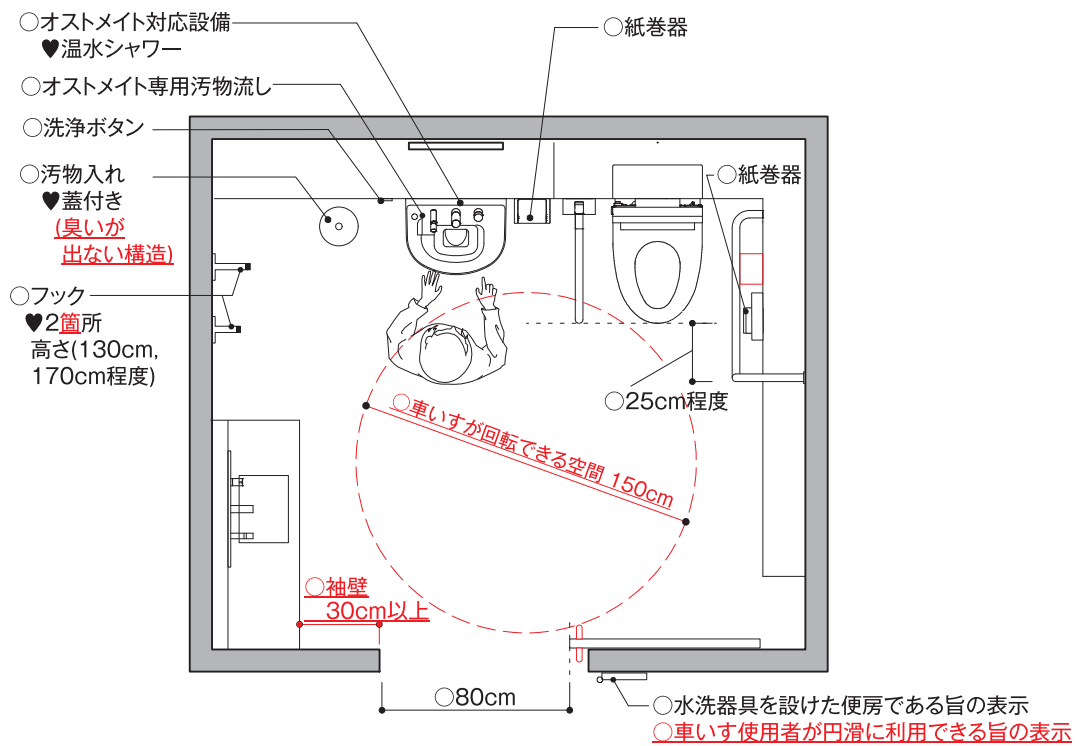 ○オストメイト対応設備
♥温水シャワー
○紙巻器
○オストメイト専用汚物流し
○洗浄ボタン
○汚物入れ
♥蓋付き
(臭いが
出ない構造)
○紙巻器
○フック
♥2箇所
高さ(130cm,
170cm程度)
○25cm程度
○車いすが回転できる空間 150cm
○袖壁
30cm以上
○80cm
○水洗器具を設けた便房である旨の表示
○車いす使用者が円滑に利用できる旨の表示